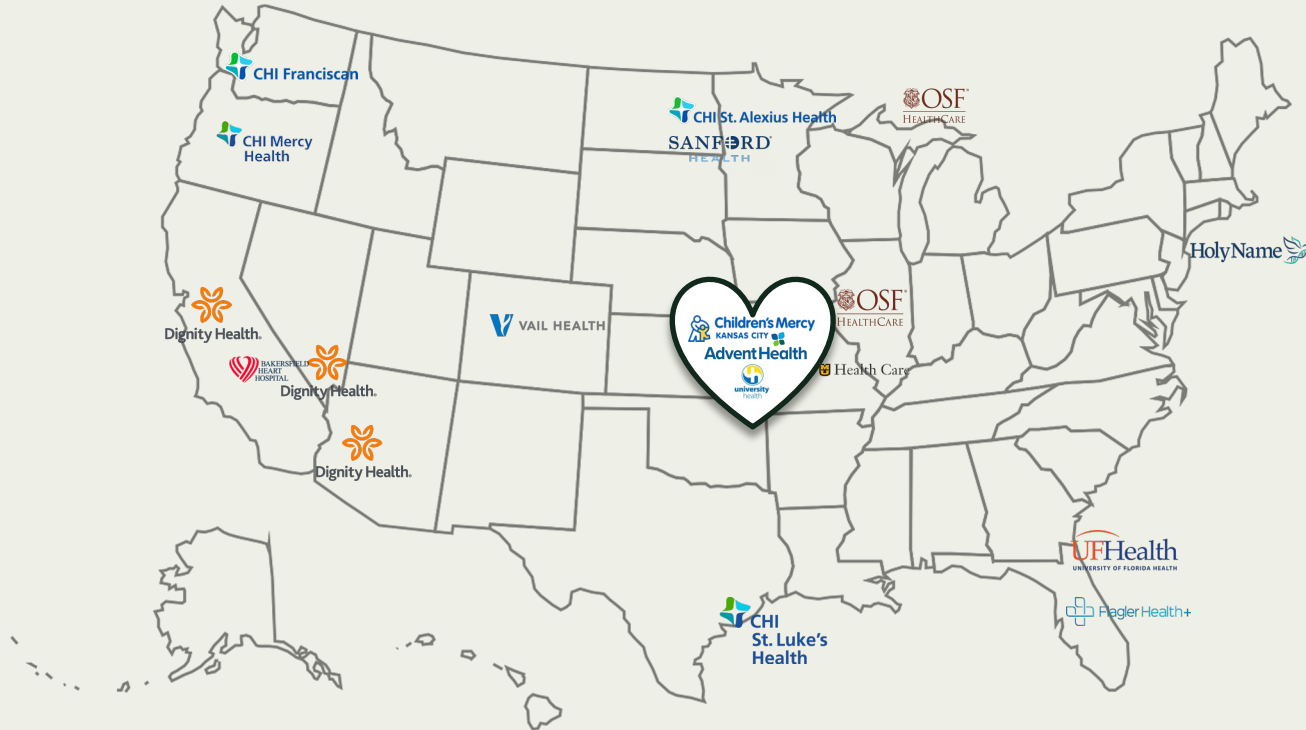 CHI Franciscan
CHI Mercy
Health
CHI St. Alexius Health
SANFORD
HEALTH
OSF
HEALTHCARE
HolyName
Dignity Health.
BAKERSFIELD
HEART
HOSPITAL
Dignity Health.
Dignity Health.
VAIL HEALTH
Children's Mercy
KANSAS CITY
AdventHealth
university
health
OSF
HEALTHCARE
Health Care
UFHealth
UNIVERSITY OF FLORIDA HEALTH
FlaglerHealth+
CHI
St. Luke's
Health